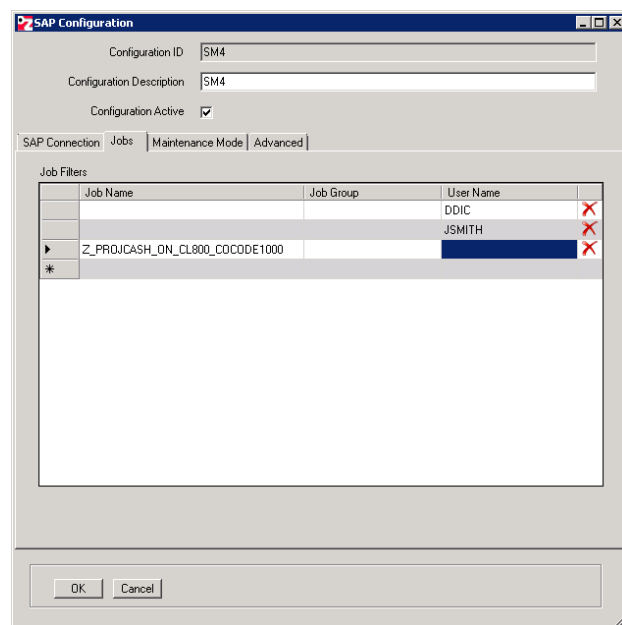 SAP Configuration
Configuration ID SM4
Configuration Description SM4
Configuration Active
SAP Connection Jobs Maintenance Mode Advanced
Job Filters
Job Name Job Group User Name
DDIC
JSMITH
Z_PROJCASH_ON_CL800_COCODE1000
OK Cancel